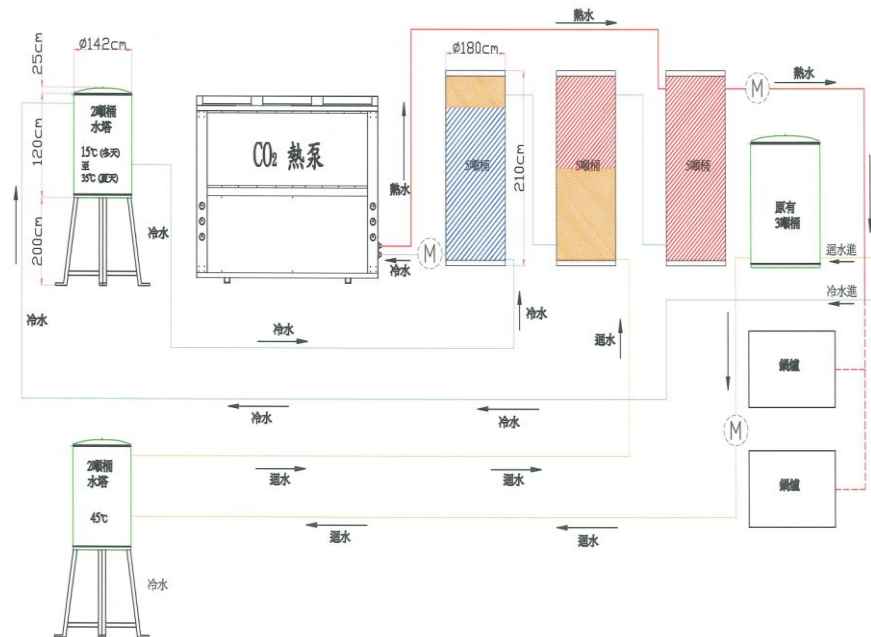 熱水
Ø142cm
Ø180cm
25cm
120cm
200cm
2噸桶
水塔
15℃ (冬天)
至
35℃ (夏天)
CO₂ 熱泵
熱水
冷水
冷水
M
5噸桶
210cm
5噸桶
5噸桶
M
熱水
原有
3噸桶
迴水進
冷水進
冷水
冷水
冷水
迴水
冷水
冷水
鍋爐
M
鍋爐
2噸桶
水塔
45℃
迴水
迴水
迴水
迴水
冷水